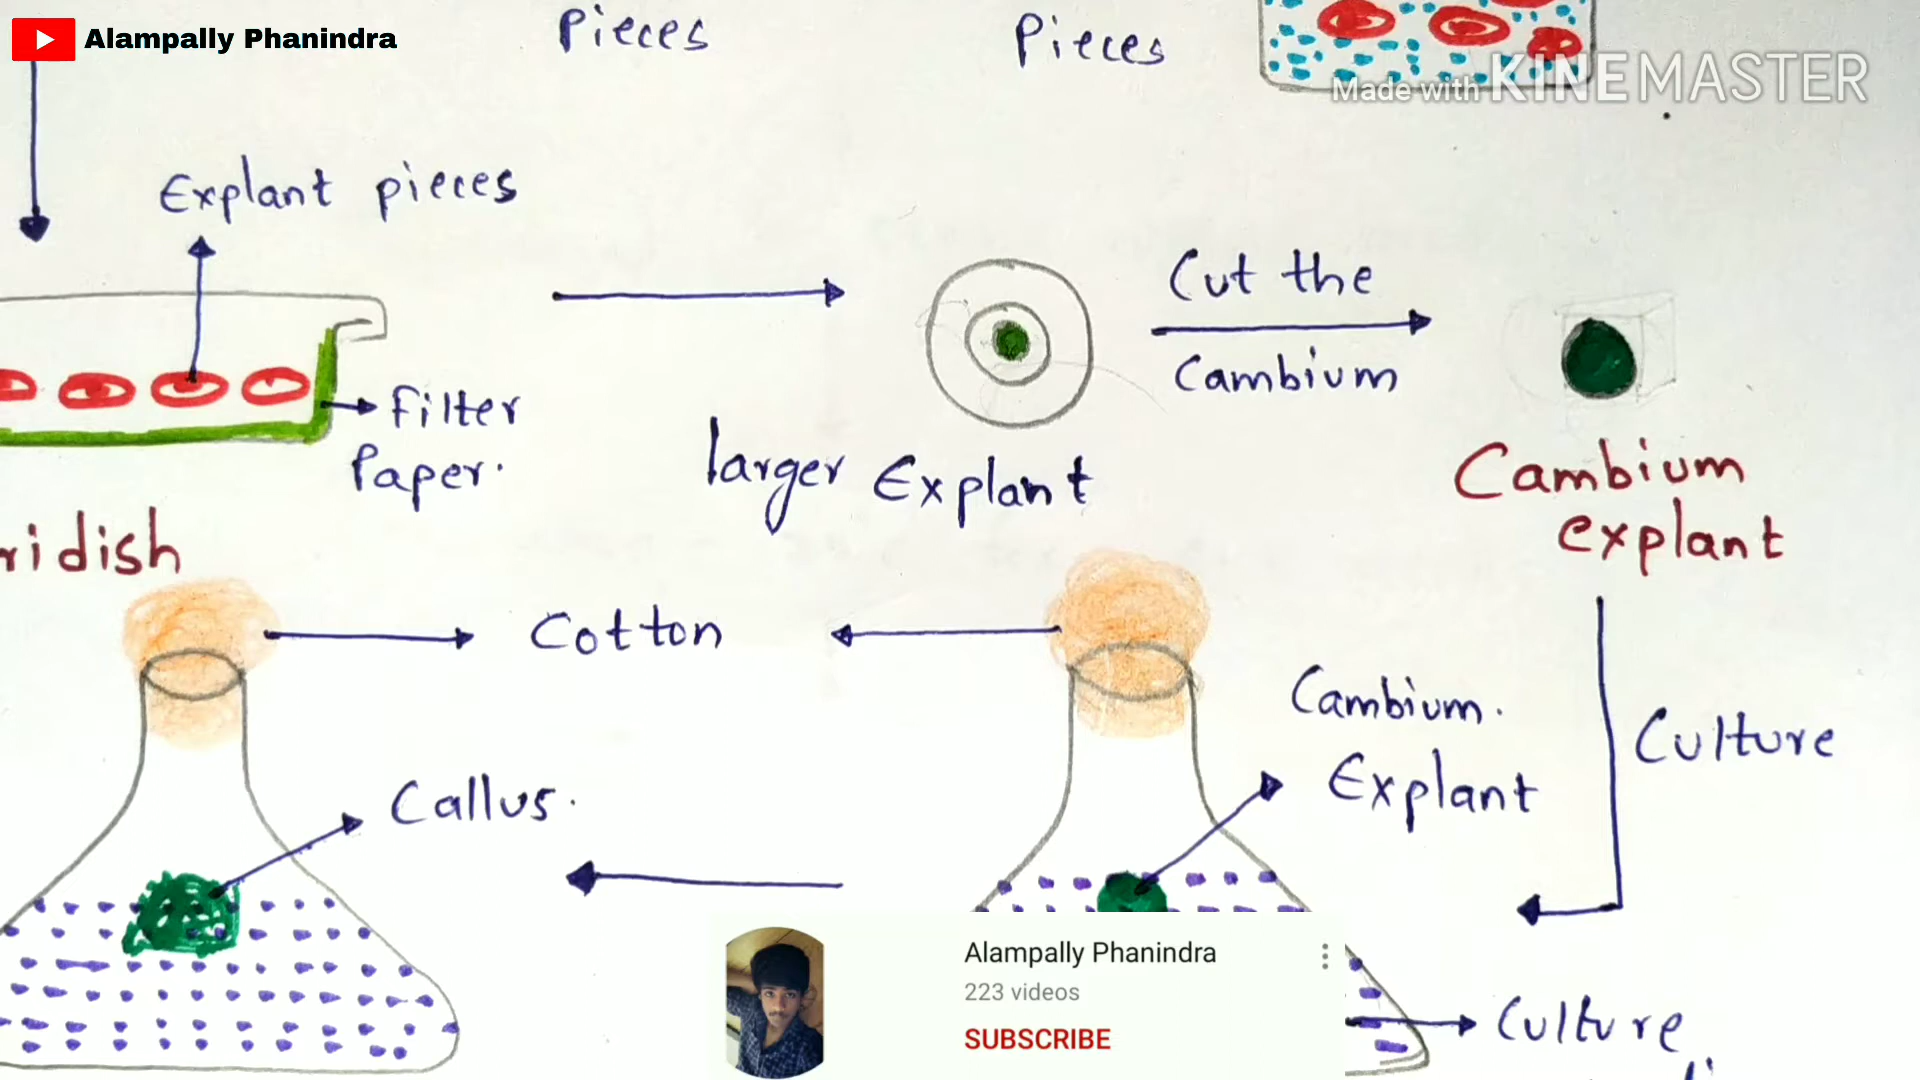 Alampally Phanindra
Pieces
Pieces
Made with KINEMASTER
Explant pieces
Cut the
Cambium
Filter
Paper.
larger Explant
Cambium
explant
ridish
Cotton
Cambium.
Explant
Culture
Callus.
Alampally Phanindra
223 videos
SUBSCRIBE
Culture